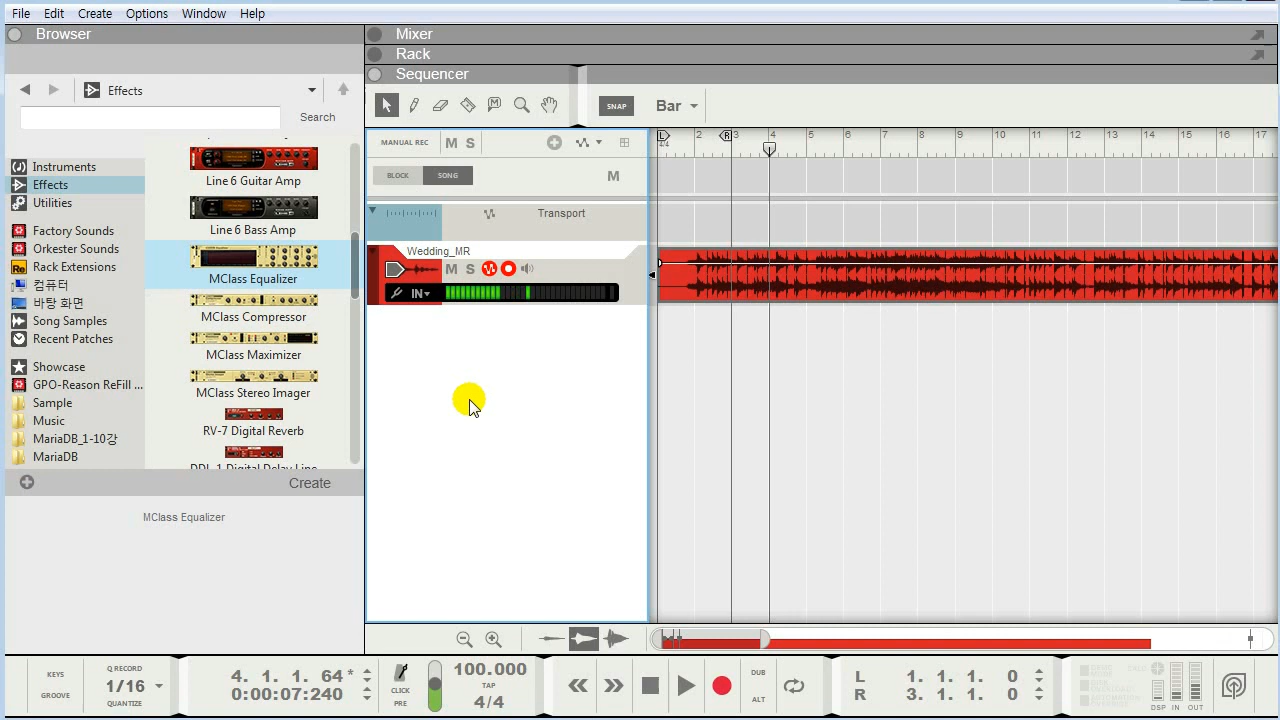 File Edit Create Options Window Help
Browser
Mixer
Rack
Sequencer
Effects
Search
SNAP
Bar
Instruments
Effects
Utilities
Factory Sounds
Orkester Sounds
Rack Extensions
컴퓨터
바탕 화면
Song Samples
Recent Patches
Showcase
GPO-Reason ReFill ...
Sample
Music
MariaDB_1-10강
MariaDB
Line 6 Guitar Amp
Line 6 Bass Amp
MClass Equalizer
MClass Compressor
MClass Maximizer
MClass Stereo Imager
RV-7 Digital Reverb
DDL-1 Digital Delay Line
Create
MClass Equalizer
MANUAL REC M S
BLOCK SONG M
Transport
Wedding_MR
M S
IN
L R
4/4
2 3 4 5 6 7 8 9 10 11 12 13 14 15 16 17
KEYS
GROOVE
Q RECORD
1/16
QUANTIZE
4. 1. 1. 64 *
0:00:07:240
CLICK
PRE
100.000
TAP
4/4
DUB
ALT
L 1. 1. 1. 0
R 3. 1. 1. 0
DSP IN OUT